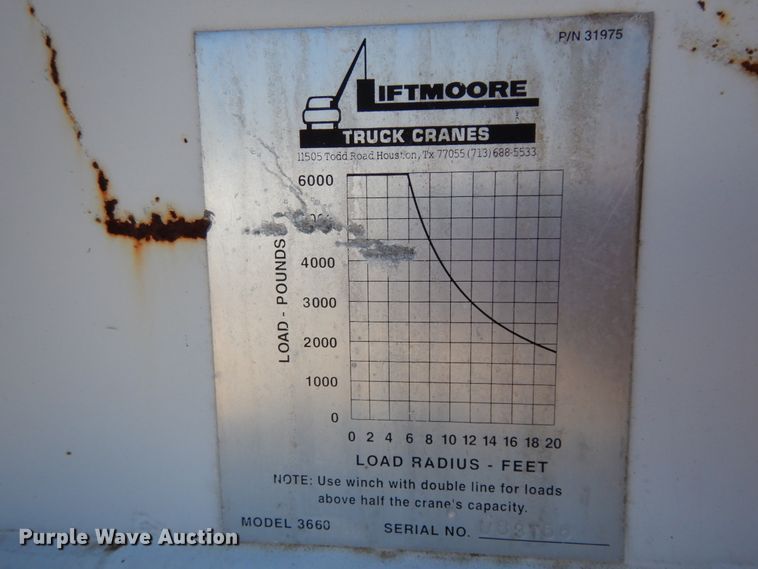 P/N 31975
LIFTMOORE
TRUCK CRANES
11505 Todd Road Houston, Tx 77055 (713) 688-5533
6000
4000
3000
2000
1000
0
LOAD - POUNDS
0 2 4 6 8 10 12 14 16 18 20
LOAD RADIUS - FEET
NOTE: Use winch with double line for loads
above half the crane's capacity.
MODEL 3660
SERIAL NO.
Purple Wave Auction